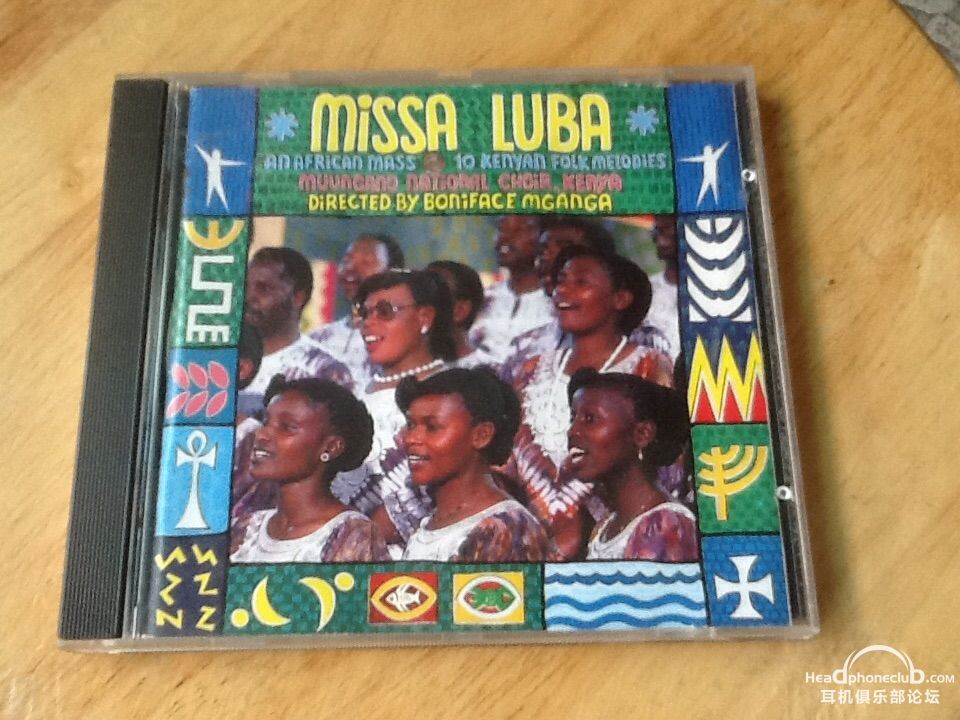 MiSSA LUBA
AN AFRICAN MASS 10 KENYAN FOLK MELODIES
MUUNGANO NATIONAL CHOIR, KENYA
DiRECTED BY BONiFACE MGANGA
HeadphoneclUb.com
耳机俱乐部论坛